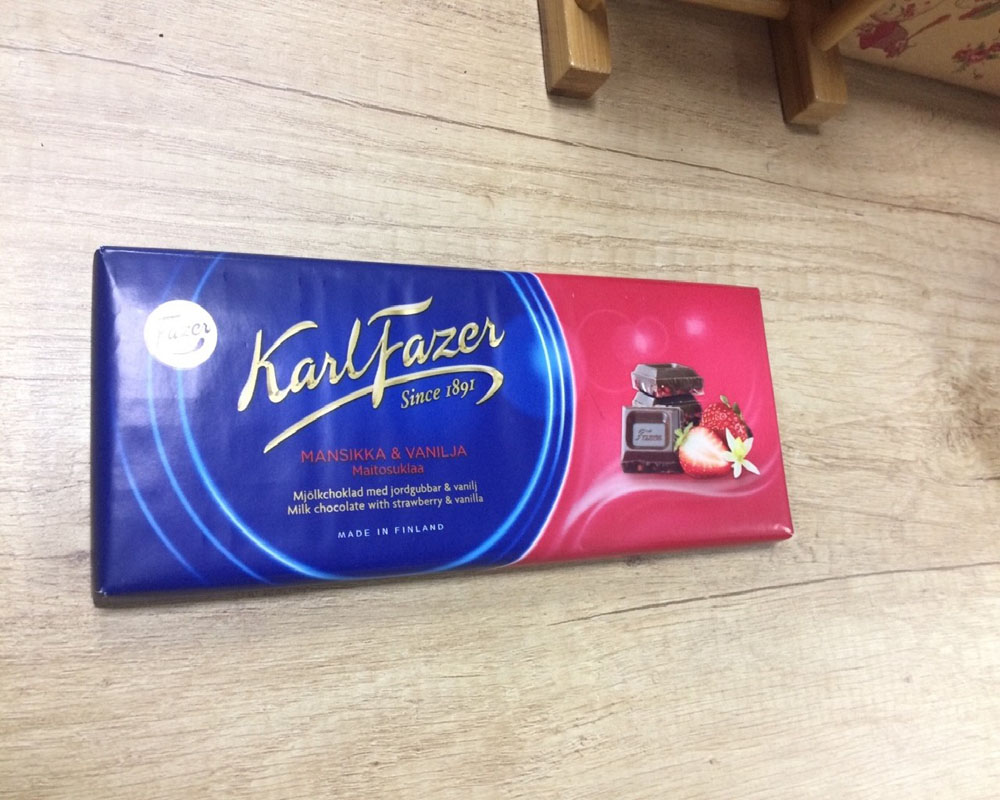 Fazer
Karl Fazer
Since 1891
MANSIKKA & VANILJA
Maitosuklaa
Mjölkchoklad med jordgubbar & vanilj
Milk chocolate with strawberry & vanilla
MADE IN FINLAND
Fazer